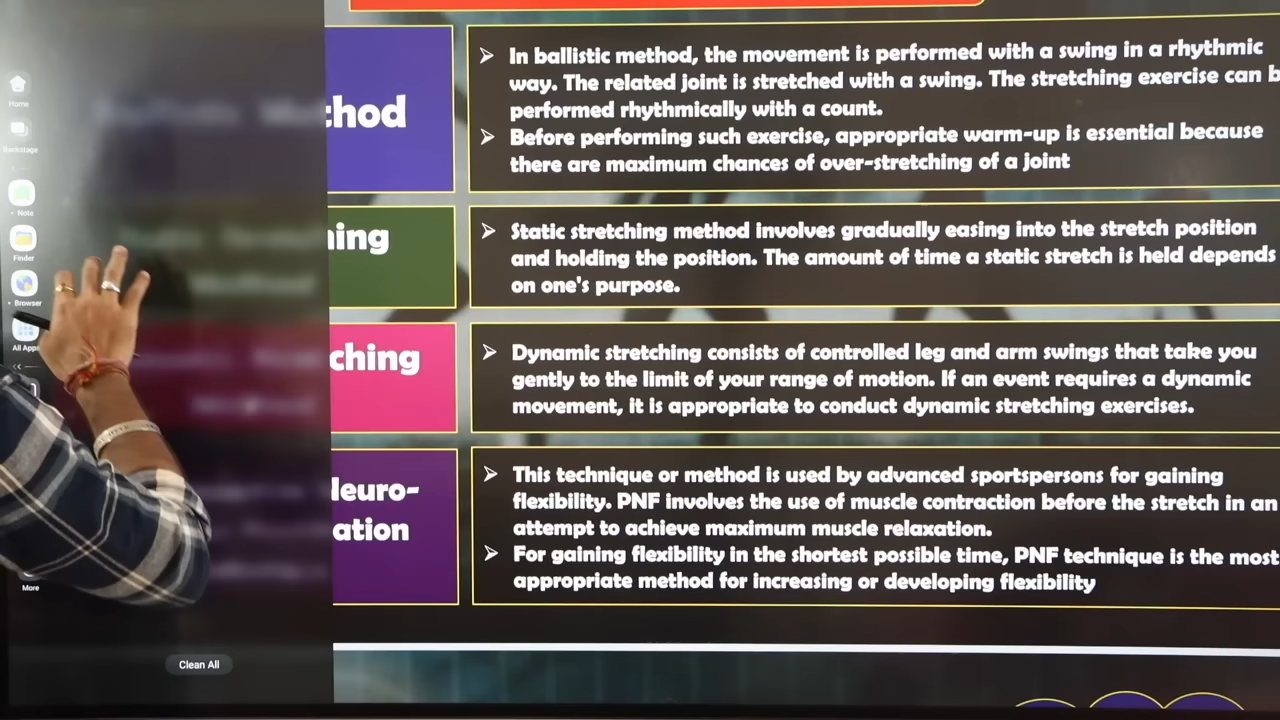 Home
Backstage
Note
Finder
Browser
All Apps
More
Clean All
thod
➤ In ballistic method, the movement is performed with a swing in a rhythmic
way. The related joint is stretched with a swing. The stretching exercise can b
performed rhythmically with a count.
➤ Before performing such exercise, appropriate warm-up is essential because
there are maximum chances of over-stretching of a joint
hing
➤ Static stretching method involves gradually easing into the stretch position
and holding the position. The amount of time a static stretch is held depends
on one's purpose.
ching
➤ Dynamic stretching consists of controlled leg and arm swings that take you
gently to the limit of your range of motion. If an event requires a dynamic
movement, it is appropriate to conduct dynamic stretching exercises.
Neuro-
ation
➤ This technique or method is used by advanced sportspersons for gaining
flexibility. PNF involves the use of muscle contraction before the stretch in an
attempt to achieve maximum muscle relaxation.
➤ For gaining flexibility in the shortest possible time, PNF technique is the most
appropriate method for increasing or developing flexibility